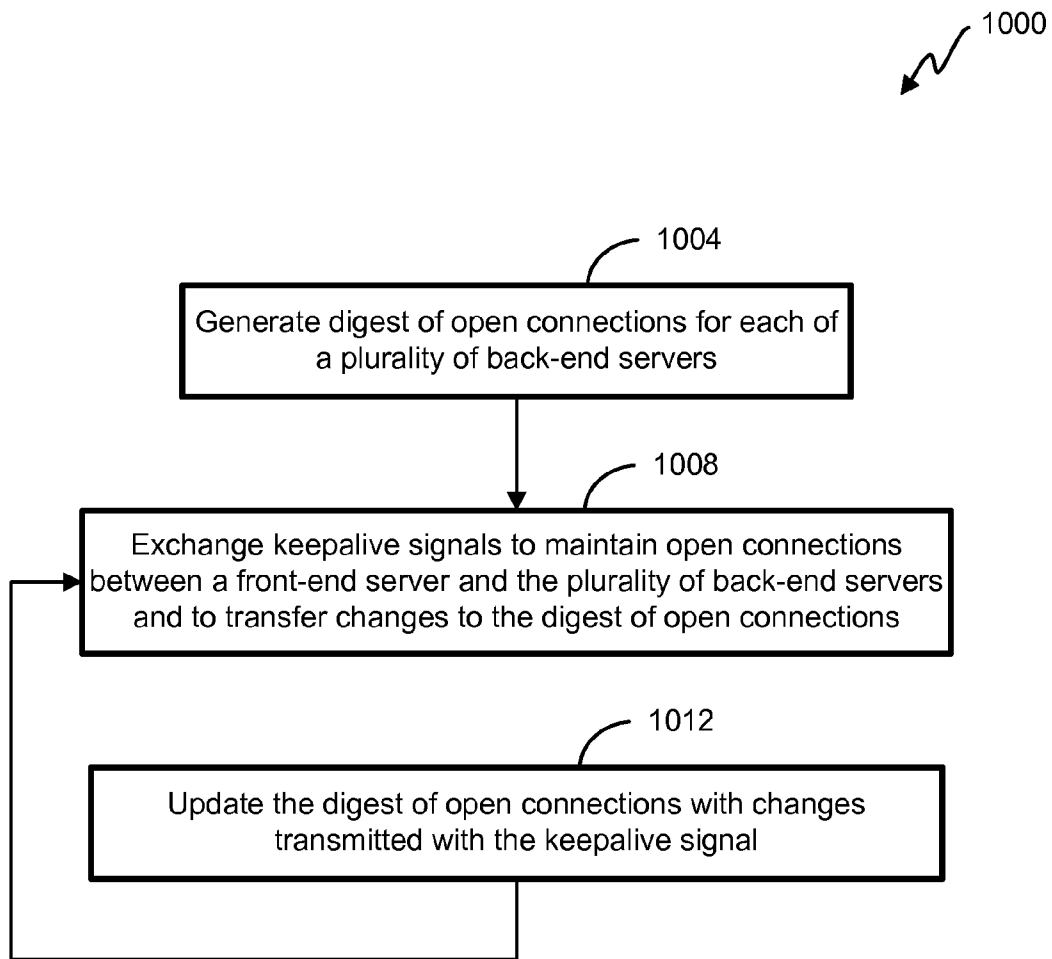 1000
1004
Generate digest of open connections for each of
a plurality of back-end servers
1008
Exchange keepalive signals to maintain open connections
between a front-end server and the plurality of back-end servers
and to transfer changes to the digest of open connections
1012
Update the digest of open connections with changes
transmitted with the keepalive signal